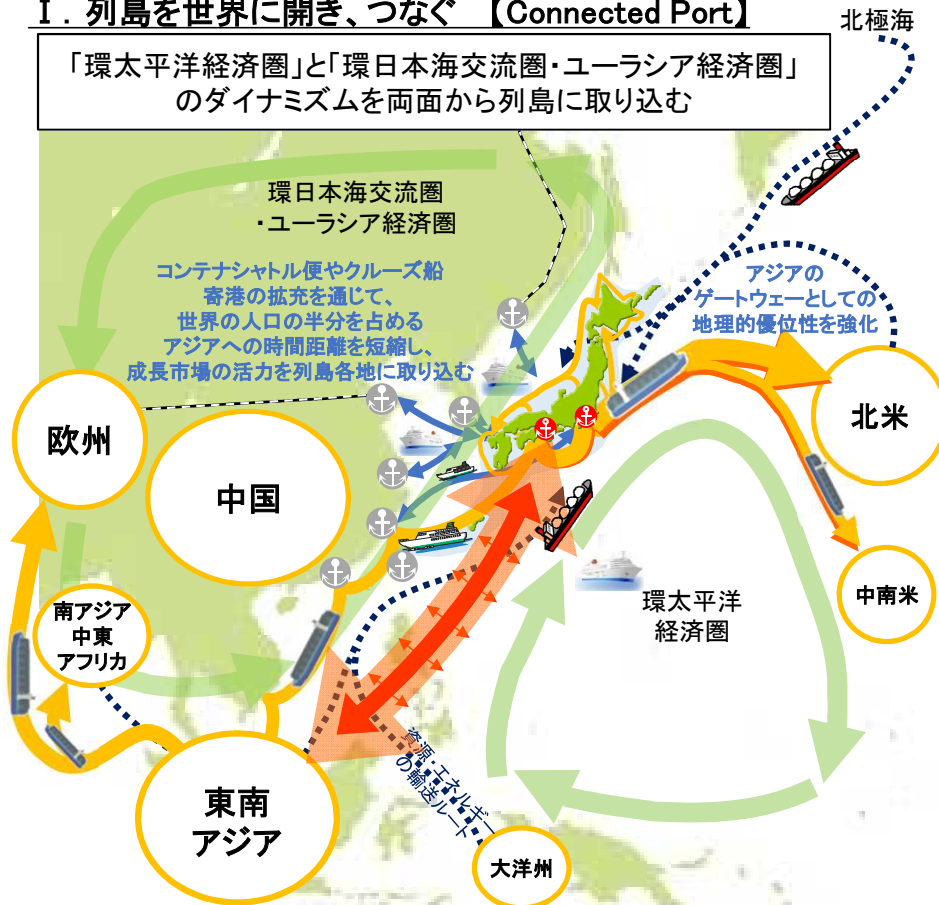 Ⅰ．列島を世界に開き、つなぐ　【Connected Port】
北極海
「環太平洋経済圏」と「環日本海交流圏・ユーラシア経済圏」
のダイナミズムを両面から列島に取り込む
環日本海交流圏
・ユーラシア経済圏
コンテナシャトル便やクルーズ船
寄港の拡充を通じて、
世界の人口の半分を占める
アジアへの時間距離を短縮し、
成長市場の活力を列島各地に取り込む
アジアの
ゲートウェーとしての
地理的優位性を強化
欧州
中国
北米
南アジア
中東
アフリカ
環太平洋
経済圏
中南米
東南
アジア
資源・エネルギー
の輸送ルート
大洋州